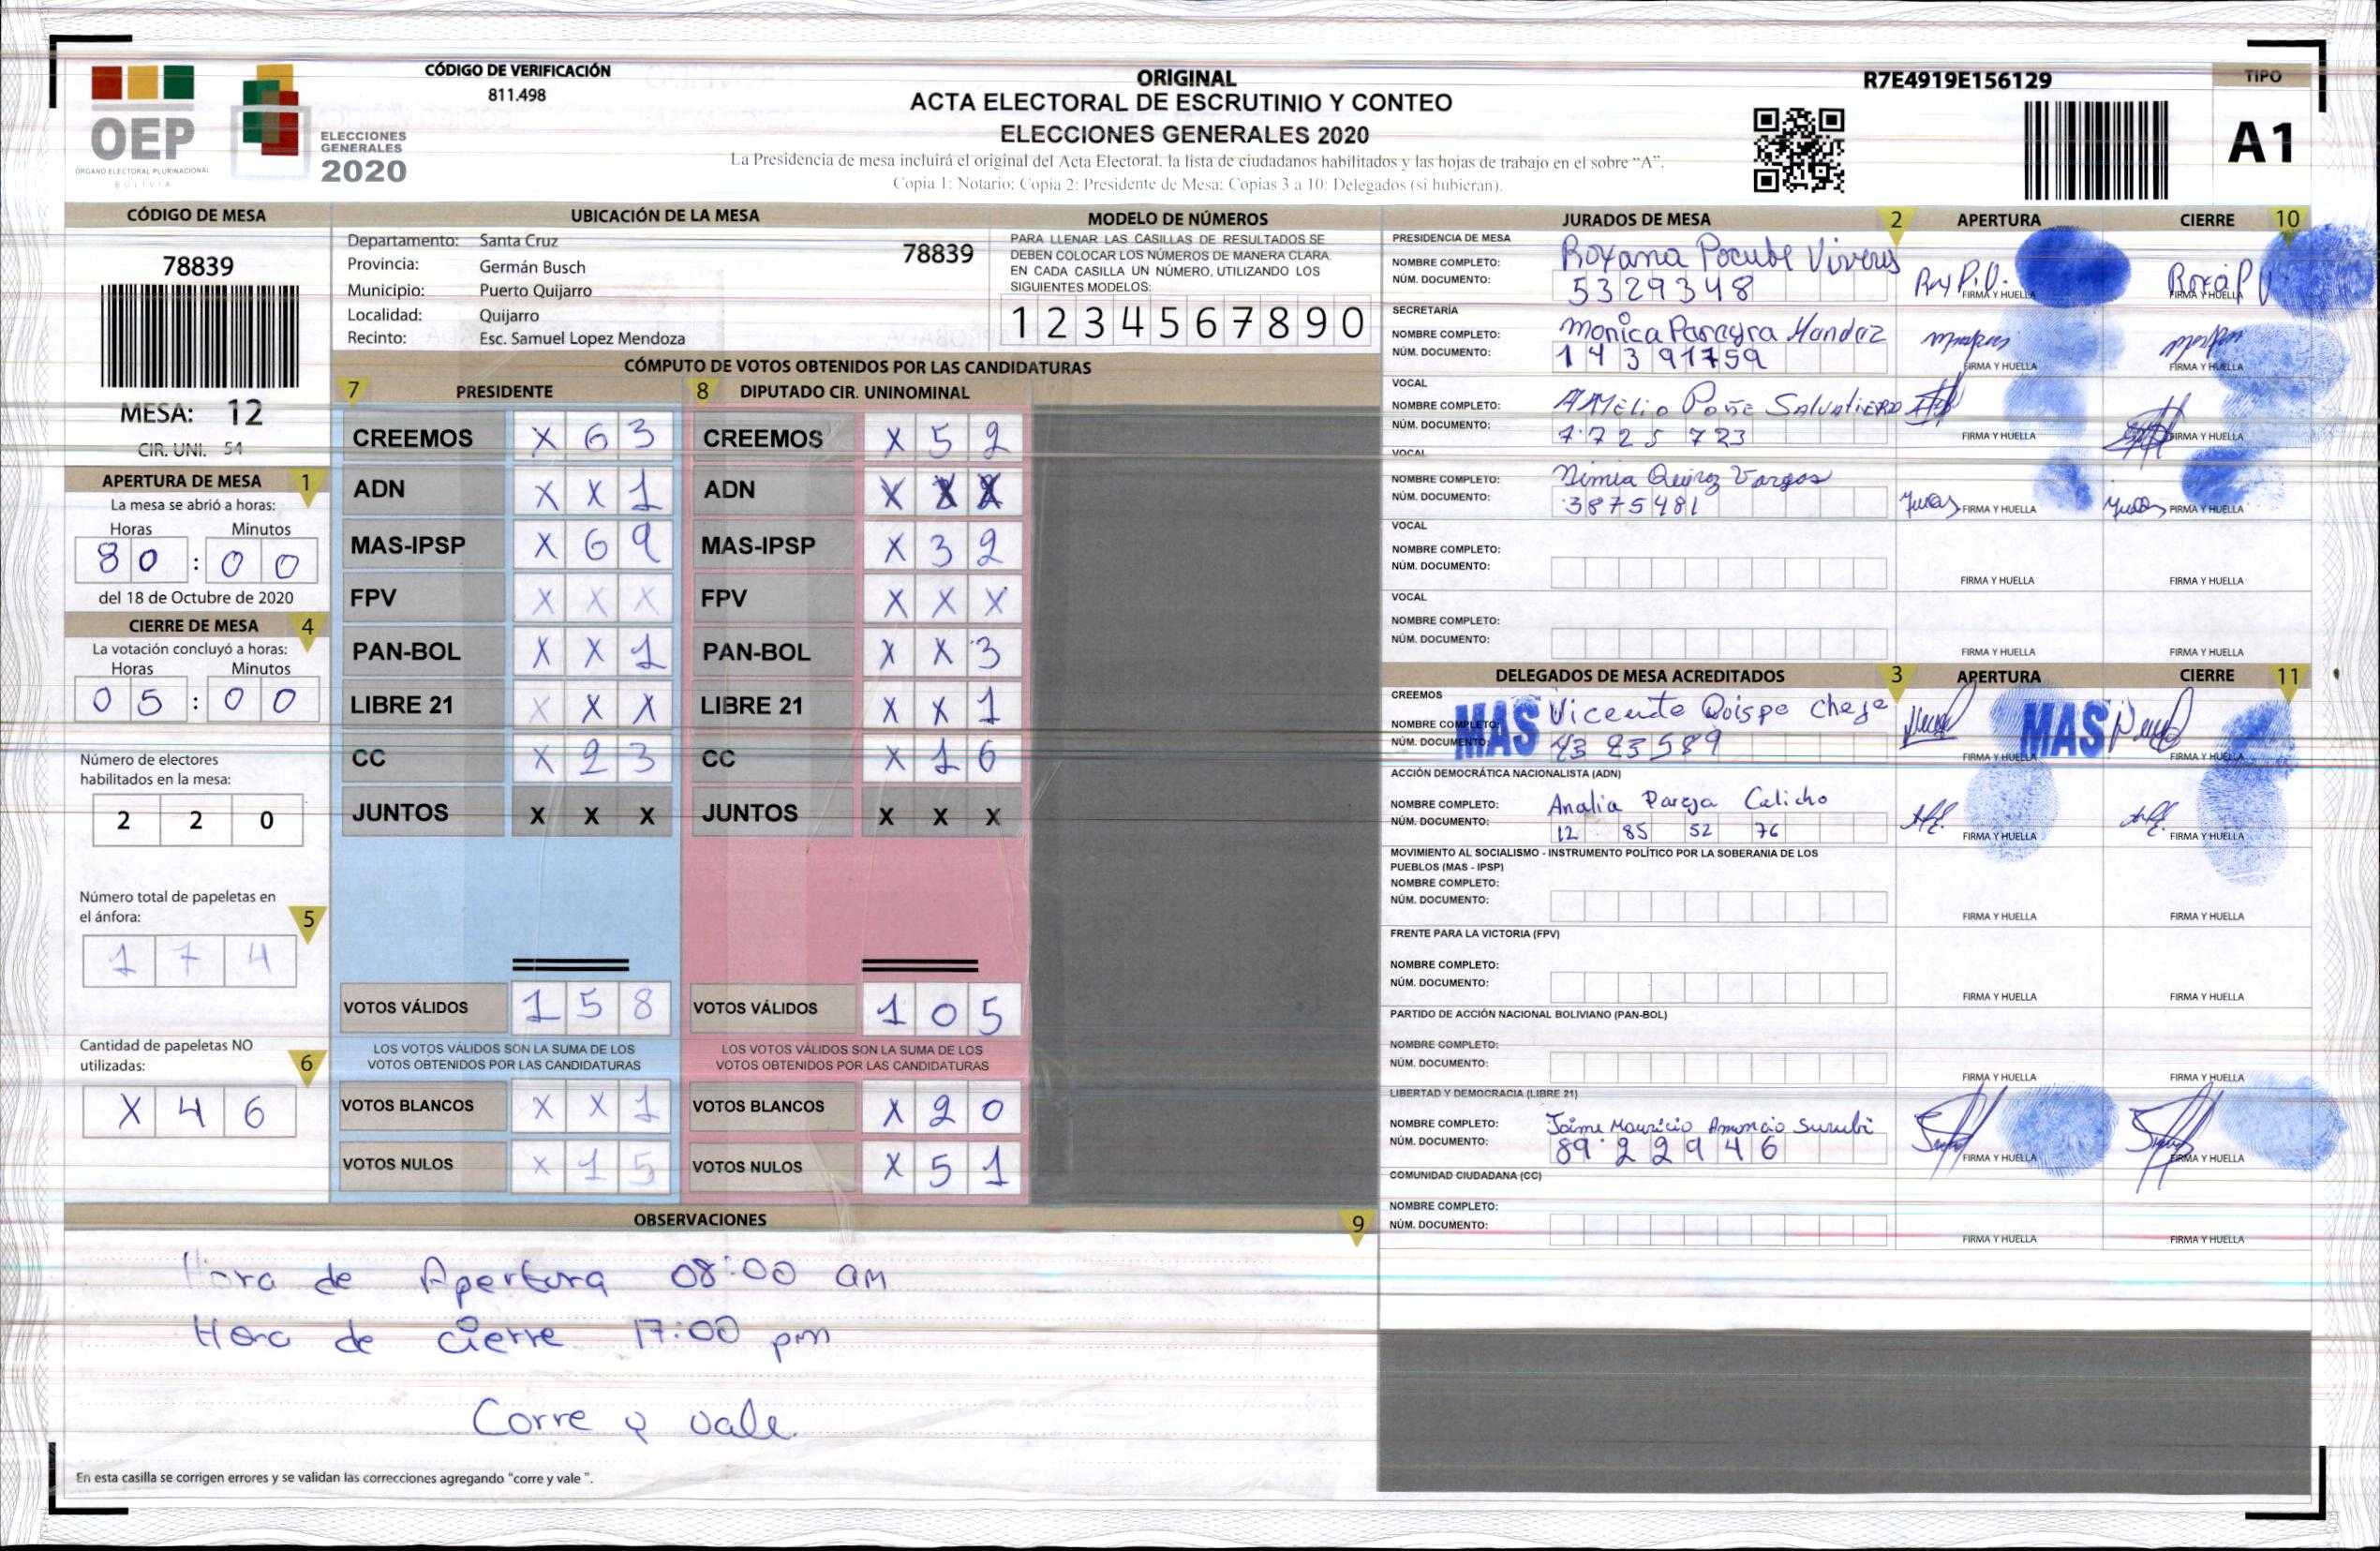 CÓDIGO DE VERIFICACIÓN
811.498
OEP
ÓRGANO ELECTORAL PLURINACIONAL
BOLIVIA
ELECCIONES
GENERALES
2020
ORIGINAL
ACTA ELECTORAL DE ESCRUTINIO Y CONTEO
ELECCIONES GENERALES 2020
La Presidencia de mesa incluirá el original del Acta Electoral, la lista de ciudadanos habilitados y las hojas de trabajo en el sobre "A".
Copia 1: Notario; Copia 2: Presidente de Mesa; Copias 3 a 10: Delegados (si hubieran).
R7E4919E156129
TIPO
A1
CÓDIGO DE MESA
78839
MESA: 12
CIR. UNI. 54
UBICACIÓN DE LA MESA
Departamento: Santa Cruz
78839
Provincia: Germán Busch
Municipio: Puerto Quijarro
Localidad: Quijarro
Recinto: Esc. Samuel Lopez Mendoza
MODELO DE NÚMEROS
PARA LLENAR LAS CASILLAS DE RESULTADOS SE
DEBEN COLOCAR LOS NÚMEROS DE MANERA CLARA.
EN CADA CASILLA UN NÚMERO, UTILIZANDO LOS
SIGUIENTES MODELOS:
1 2 3 4 5 6 7 8 9 0
APERTURA DE MESA 1
La mesa se abrió a horas:
Horas Minutos
80 : 00
del 18 de Octubre de 2020
CIERRE DE MESA 4
La votación concluyó a horas:
Horas Minutos
05 : 00
Número de electores
habilitados en la mesa:
2 2 0
Número total de papeletas en
el ánfora: 5
1 7 4
Cantidad de papeletas NO
utilizadas: 6
X 4 6
CÓMPUTO DE VOTOS OBTENIDOS POR LAS CANDIDATURAS
7 PRESIDENTE
CREEMOS X 6 3
ADN X X 1
MAS-IPSP X 6 9
FPV X X X
PAN-BOL X X 1
LIBRE 21 X X X
CC X 2 3
JUNTOS X X X
VOTOS VÁLIDOS 1 5 8
LOS VOTOS VÁLIDOS SON LA SUMA DE LOS
VOTOS OBTENIDOS POR LAS CANDIDATURAS
VOTOS BLANCOS X X 1
VOTOS NULOS X 1 5
8 DIPUTADO CIR. UNINOMINAL
CREEMOS X 5 2
ADN X X X
MAS-IPSP X 3 2
FPV X X X
PAN-BOL X X 3
LIBRE 21 X X 1
CC X 1 6
JUNTOS X X X
VOTOS VÁLIDOS 1 0 5
LOS VOTOS VÁLIDOS SON LA SUMA DE LOS
VOTOS OBTENIDOS POR LAS CANDIDATURAS
VOTOS BLANCOS X 2 0
VOTOS NULOS X 5 1
OBSERVACIONES 9
Hora de Apertura 08:00 am
Hora de cierre 17:00 pm
Corre y vale
En esta casilla se corrigen errores y se validan las correcciones agregando "corre y vale ".
JURADOS DE MESA 2 APERTURA CIERRE 10
PRESIDENCIA DE MESA
NOMBRE COMPLETO: Roxana
NÚM. DOCUMENTO: 5329348
FIRMA Y HUELLA FIRMA Y HUELLA
SECRETARÍA
NOMBRE COMPLETO: Monica
NÚM. DOCUMENTO: 14391759
FIRMA Y HUELLA FIRMA Y HUELLA
VOCAL
NOMBRE COMPLETO: Salvatierra
NÚM. DOCUMENTO: 7725723
FIRMA Y HUELLA FIRMA Y HUELLA
VOCAL
NOMBRE COMPLETO: Quiroz Vargas
NÚM. DOCUMENTO: 3875481
FIRMA Y HUELLA FIRMA Y HUELLA
VOCAL
NOMBRE COMPLETO:
NÚM. DOCUMENTO:
FIRMA Y HUELLA FIRMA Y HUELLA
VOCAL
NOMBRE COMPLETO:
NÚM. DOCUMENTO:
FIRMA Y HUELLA FIRMA Y HUELLA
DELEGADOS DE MESA ACREDITADOS 3 APERTURA CIERRE 11
CREEMOS
NOMBRE COMPLETO: MAS Vicente Quispe MAS
NÚM. DOCUMENTO:
FIRMA Y HUELLA FIRMA Y HUELLA
ACCIÓN DEMOCRÁTICA NACIONALISTA (ADN)
NOMBRE COMPLETO: Analia Pareja Calicho
NÚM. DOCUMENTO: 12 85 52 76
FIRMA Y HUELLA FIRMA Y HUELLA
MOVIMIENTO AL SOCIALISMO - INSTRUMENTO POLÍTICO POR LA SOBERANIA DE LOS
PUEBLOS (MAS - IPSP)
NOMBRE COMPLETO:
NÚM. DOCUMENTO:
FIRMA Y HUELLA FIRMA Y HUELLA
FRENTE PARA LA VICTORIA (FPV)
NOMBRE COMPLETO:
NÚM. DOCUMENTO:
FIRMA Y HUELLA FIRMA Y HUELLA
PARTIDO DE ACCIÓN NACIONAL BOLIVIANO (PAN-BOL)
NOMBRE COMPLETO:
NÚM. DOCUMENTO:
FIRMA Y HUELLA FIRMA Y HUELLA
LIBERTAD Y DEMOCRACIA (LIBRE 21)
NOMBRE COMPLETO: Jaime Mauricio Surubi
NÚM. DOCUMENTO: 89 22946
FIRMA Y HUELLA FIRMA Y HUELLA
COMUNIDAD CIUDADANA (CC)
NOMBRE COMPLETO:
NÚM. DOCUMENTO:
FIRMA Y HUELLA FIRMA Y HUELLA